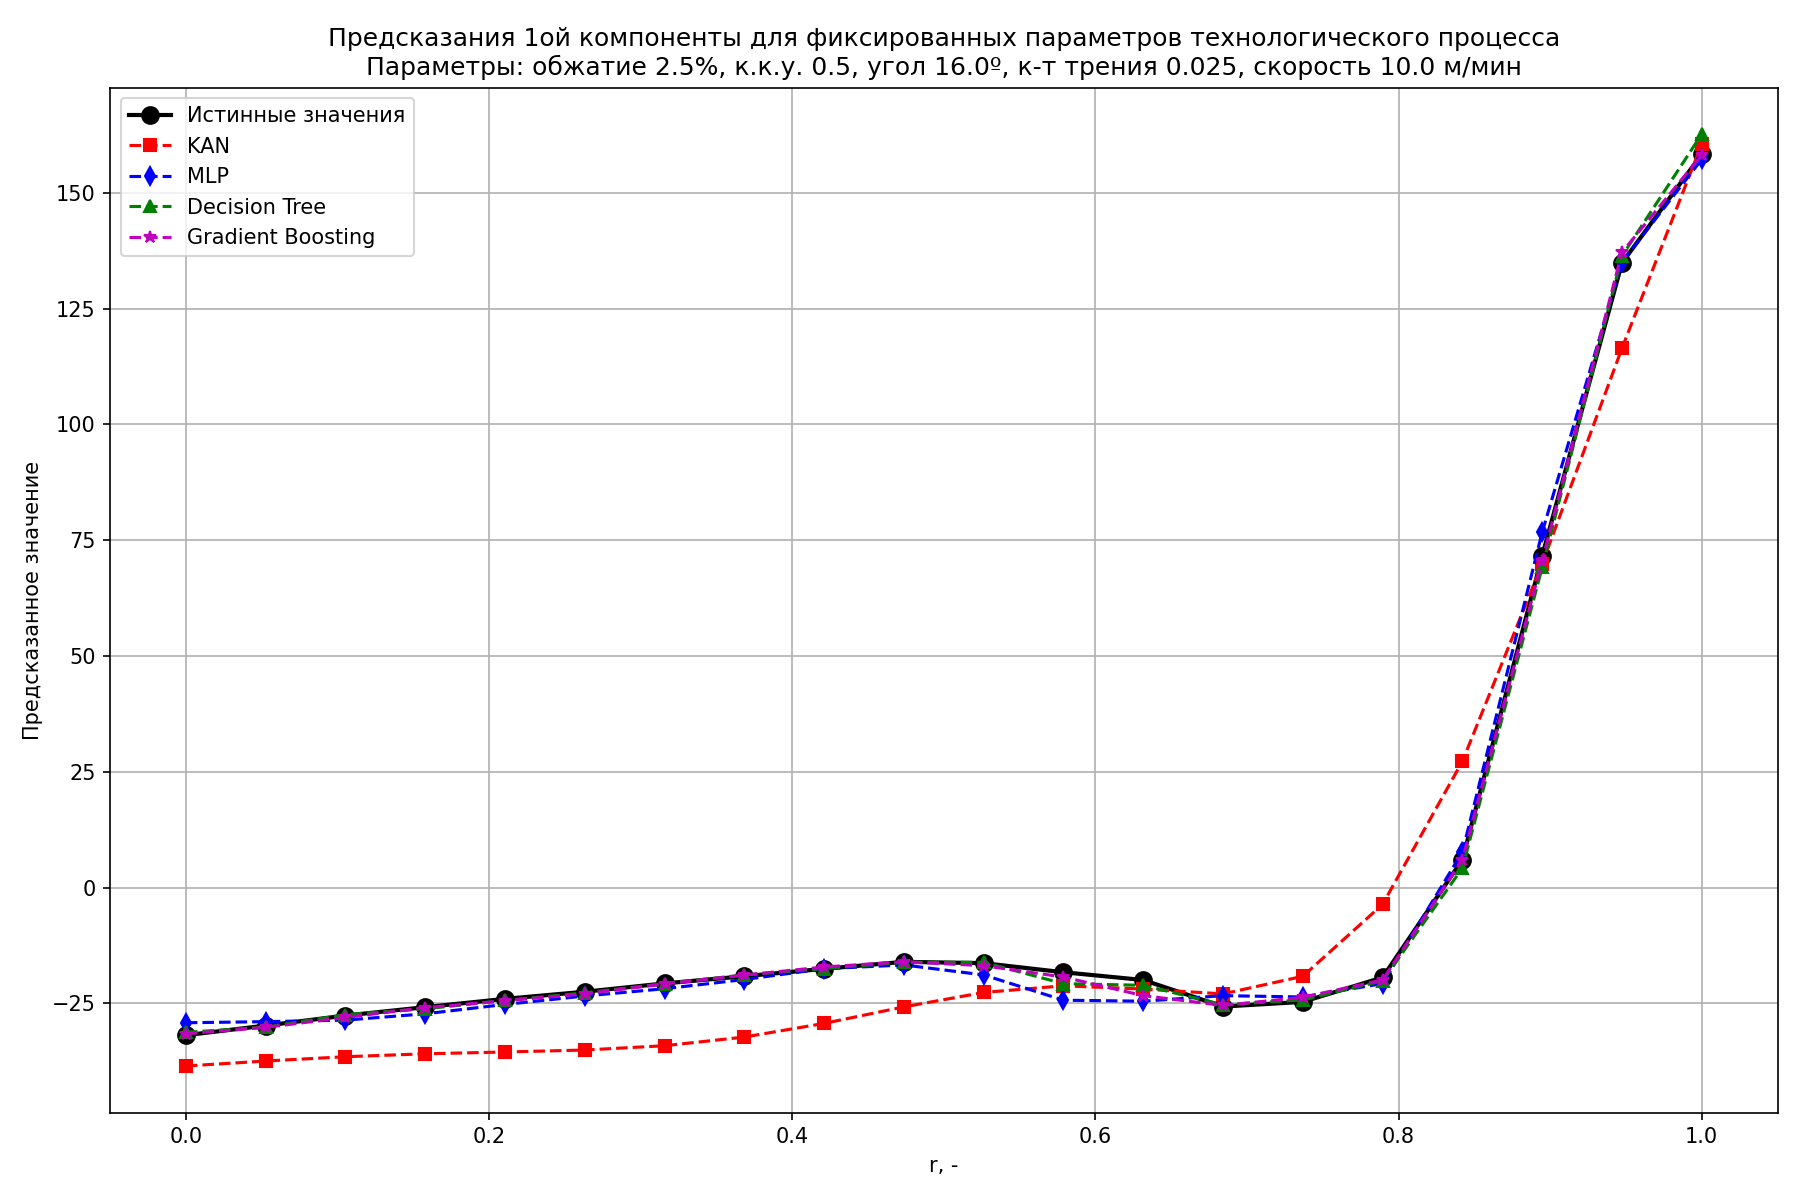 Предсказания 1ой компоненты для фиксированных параметров технологического процесса
Параметры: обжатие 2.5%, к.к.у. 0.5, угол 16.0º, к-т трения 0.025, скорость 10.0 м/мин
Истинные значения
KAN
MLP
Decision Tree
Gradient Boosting
Предсказанное значение
150
125
100
75
50
25
0
−25
0.0 0.2 0.4 0.6 0.8 1.0
r, -